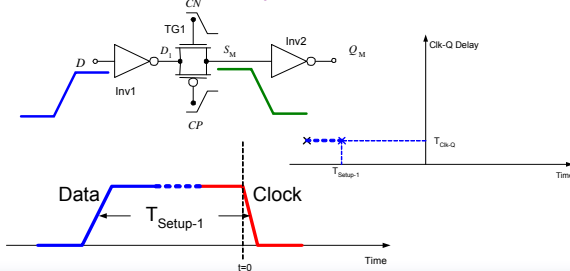 CN
TG1
Inv2
D
D1
SM
QM
Inv1
CP
Clk-Q Delay
TClk-Q
TSetup-1
Time
Data
Clock
TSetup-1
Time
t=0